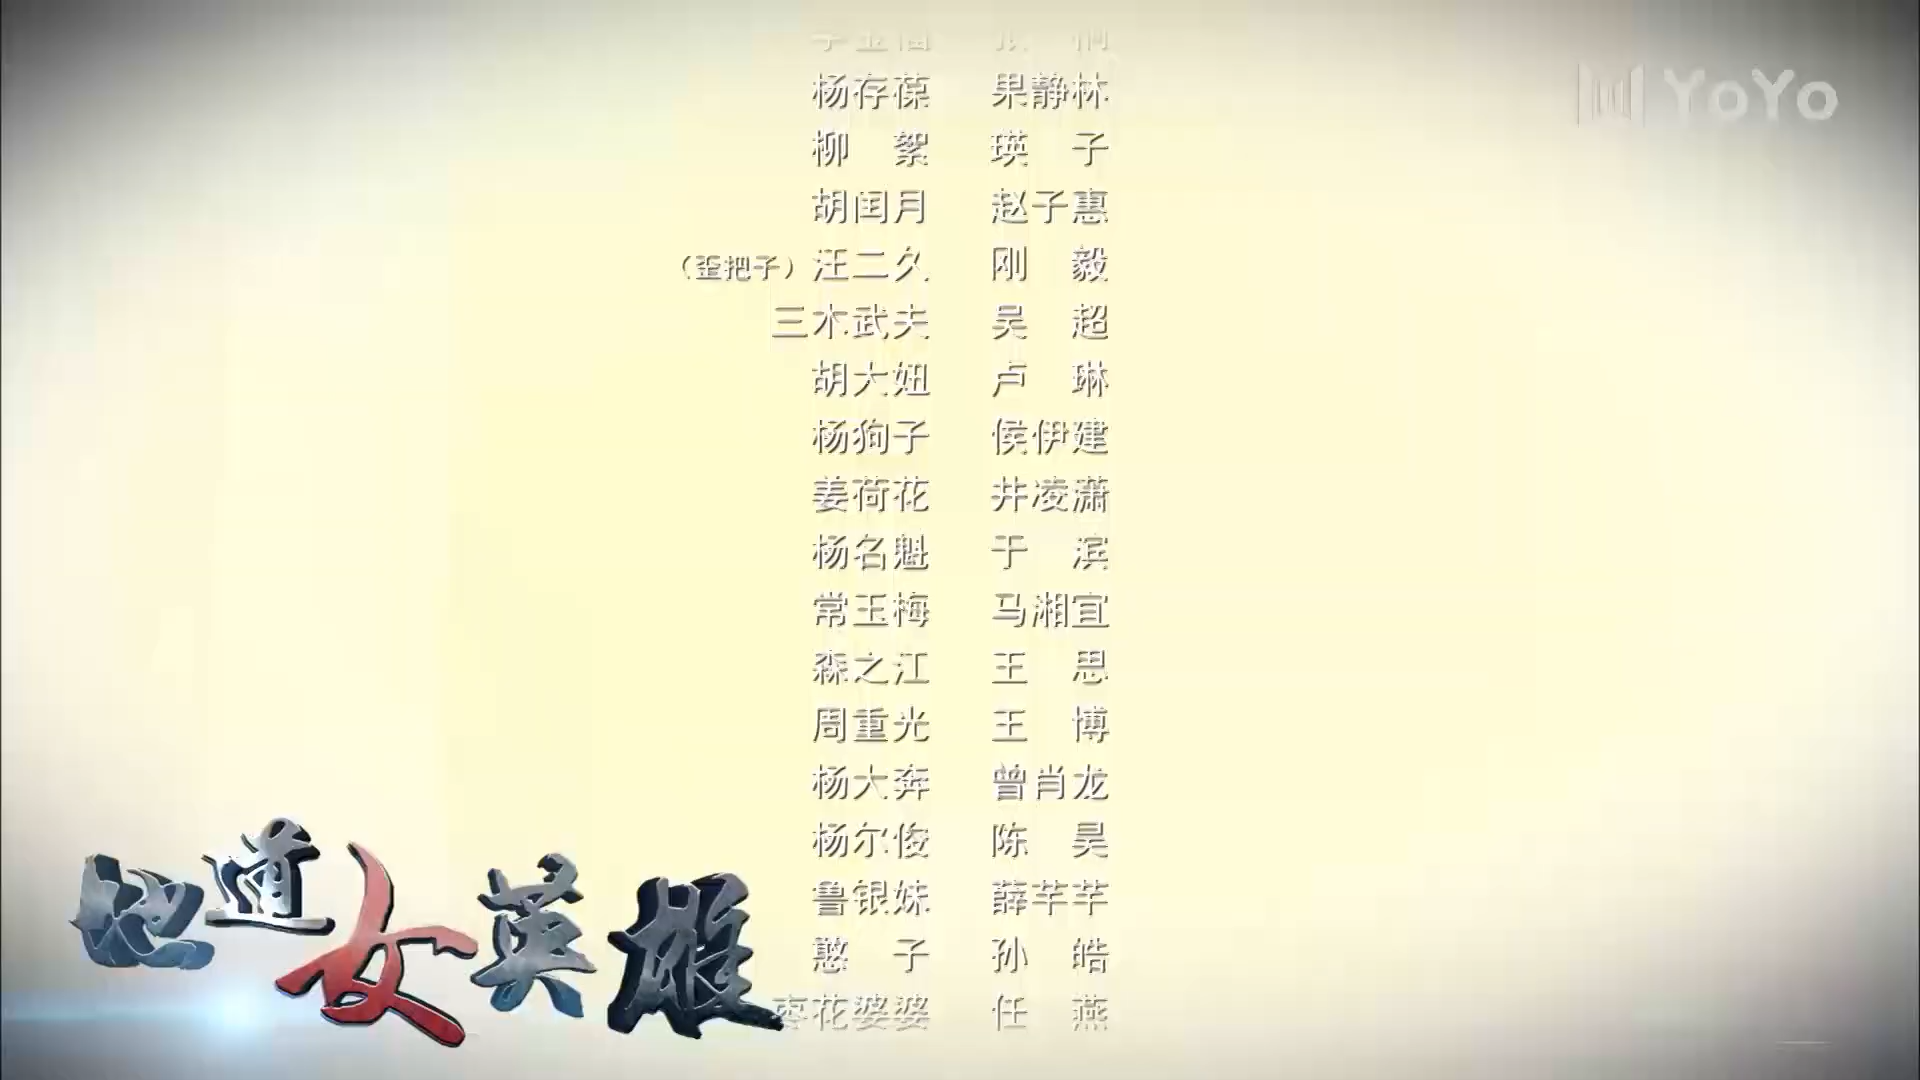 YoYo
杨存葆 果静林
柳 絮 瑛 子
胡闰月 赵子惠
（歪把子）汪二久 刚 毅
三木武夫 吴 超
胡大妞 卢 琳
杨狗子 侯伊建
姜荷花 井凌潇
杨名魁 于 滨
常玉梅 马湘宜
森之江 王 思
周重光 王 博
杨大奔 曾肖龙
杨尔俊 陈 昊
鲁银妹 薛芊芊
憨 子 孙 皓
枣花婆婆 任 燕
地道女英雄